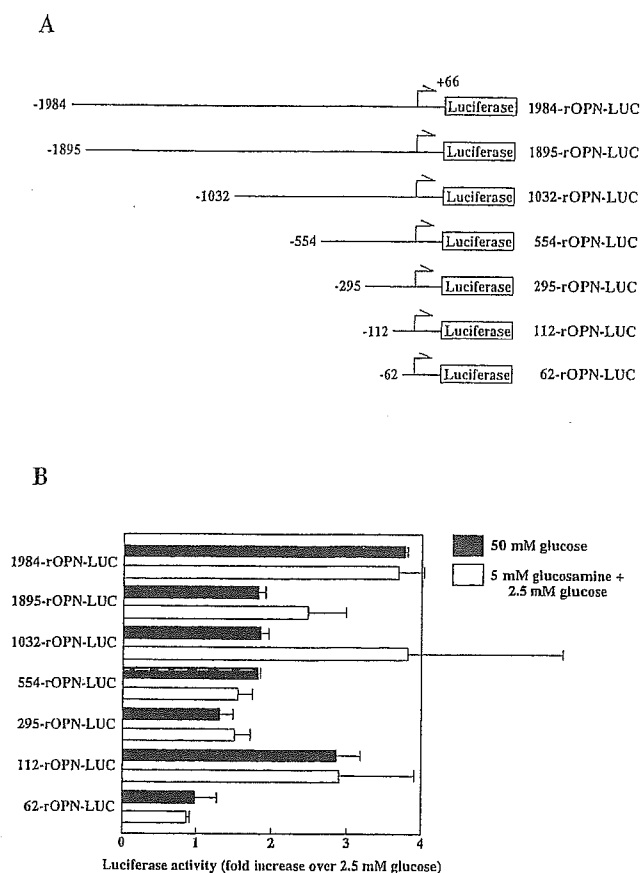 A
+66
-1984 Luciferase 1984-rOPN-LUC
-1895 Luciferase 1895-rOPN-LUC
-1032 Luciferase 1032-rOPN-LUC
-554 Luciferase 554-rOPN-LUC
-295 Luciferase 295-rOPN-LUC
-112 Luciferase 112-rOPN-LUC
-62 Luciferase 62-rOPN-LUC
B
50 mM glucose
5 mM glucosamine +
2.5 mM glucose
1984-rOPN-LUC
1895-rOPN-LUC
1032-rOPN-LUC
554-rOPN-LUC
295-rOPN-LUC
112-rOPN-LUC
62-rOPN-LUC
0 1 2 3 4
Luciferase activity (fold increase over 2.5 mM glucose)